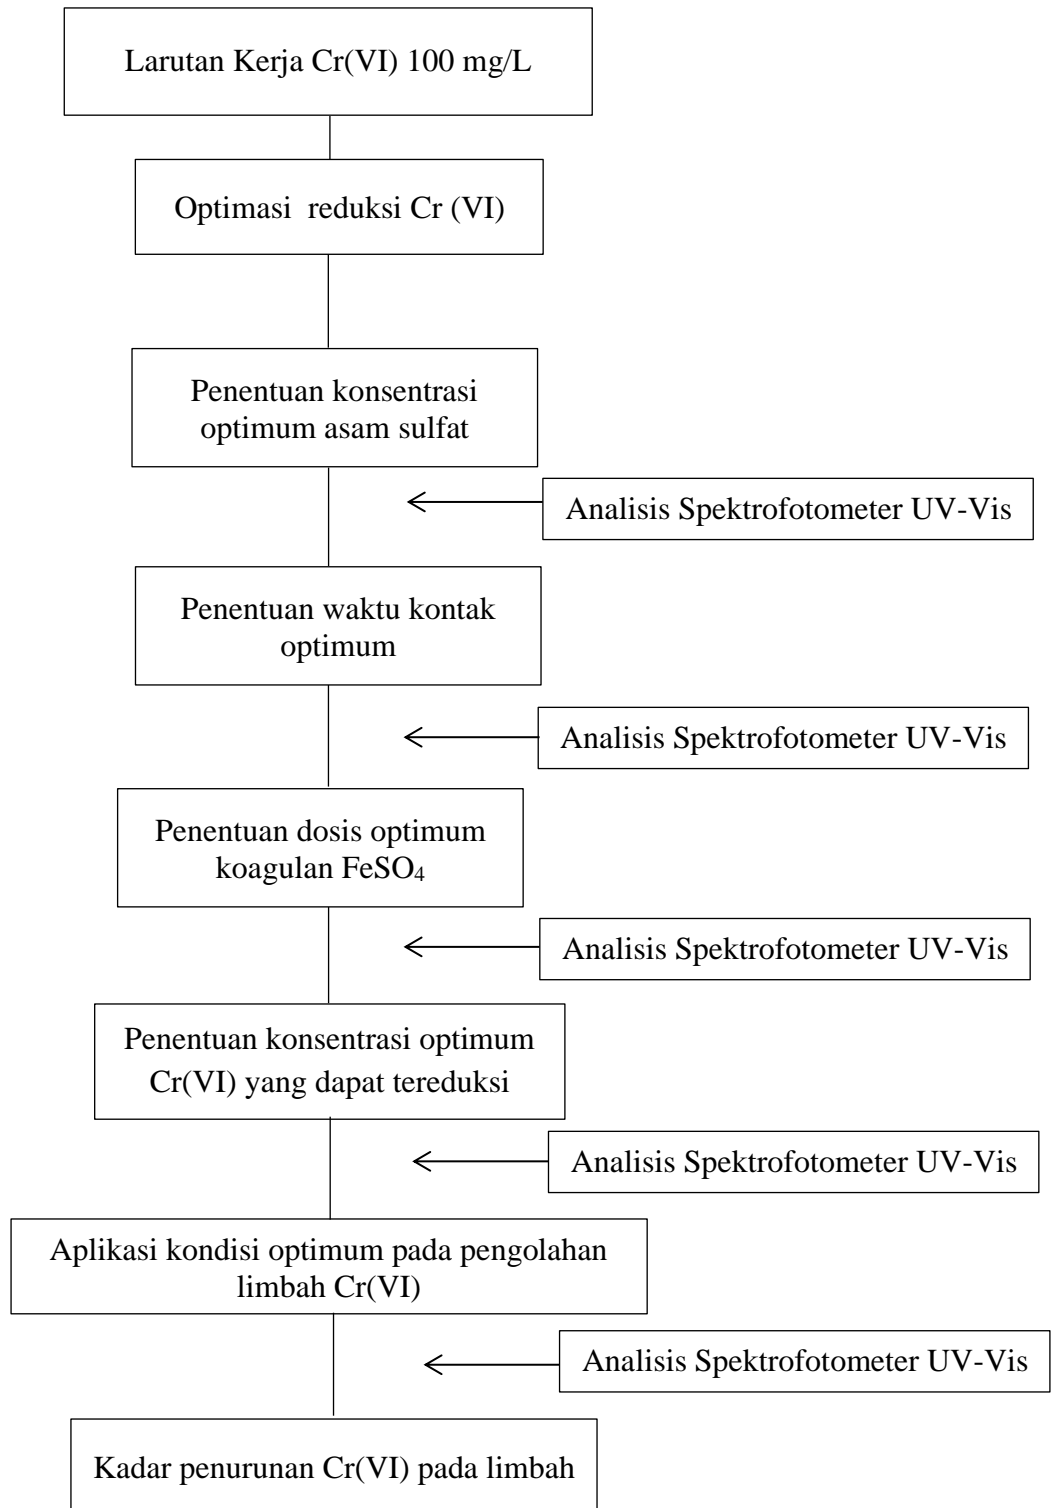 Larutan Kerja Cr(VI) 100 mg/L
Optimasi reduksi Cr (VI)
Penentuan konsentrasi
optimum asam sulfat
Analisis Spektrofotometer UV-Vis
Penentuan waktu kontak
optimum
Analisis Spektrofotometer UV-Vis
Penentuan dosis optimum
koagulan FeSO₄
Analisis Spektrofotometer UV-Vis
Penentuan konsentrasi optimum
Cr(VI) yang dapat tereduksi
Analisis Spektrofotometer UV-Vis
Aplikasi kondisi optimum pada pengolahan
limbah Cr(VI)
Analisis Spektrofotometer UV-Vis
Kadar penurunan Cr(VI) pada limbah